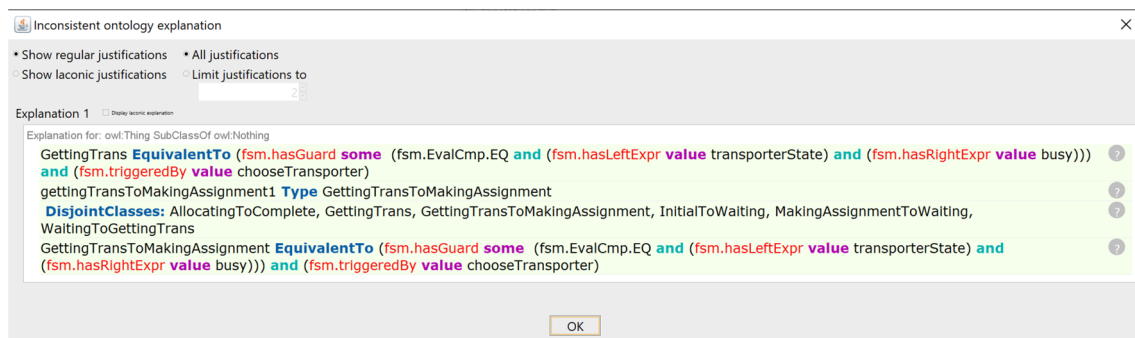 Inconsistent ontology explanation
Show regular justifications All justifications
Show laconic justifications Limit justifications to
2
Explanation 1 Display laconic explanation
Explanation for: owl:Thing SubClassOf owl:Nothing
GettingTrans EquivalentTo (fsm.hasGuard some (fsm.EvalCmp.EQ and (fsm.hasLeftExpr value transporterState) and (fsm.hasRightExpr value busy)))
and (fsm.triggeredBy value chooseTransporter)
gettingTransToMakingAssignment1 Type GettingTransToMakingAssignment
DisjointClasses: AllocatingToComplete, GettingTrans, GettingTransToMakingAssignment, InitialToWaiting, MakingAssignmentToWaiting,
WaitingToGettingTrans
GettingTransToMakingAssignment EquivalentTo (fsm.hasGuard some (fsm.EvalCmp.EQ and (fsm.hasLeftExpr value transporterState) and
(fsm.hasRightExpr value busy))) and (fsm.triggeredBy value chooseTransporter)
OK